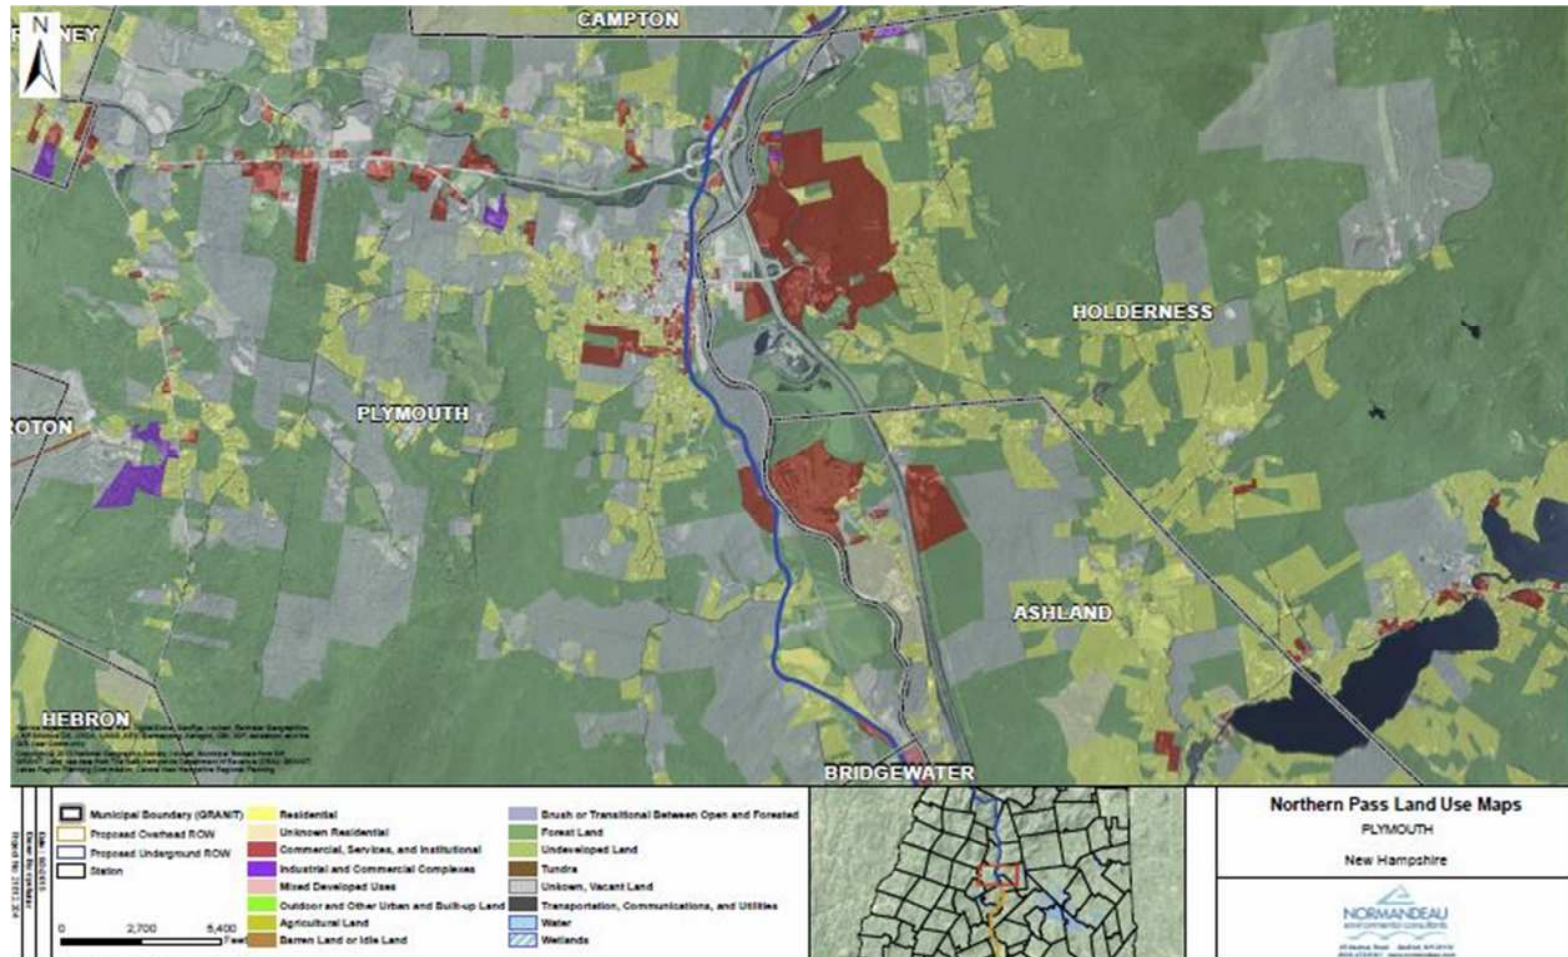 CAMPTON
NEY
N
HOLDERNESS
PLYMOUTH
ROTON
ASHLAND
HEBRON
BRIDGEWATER
Municipal Boundary (GRANIT)
Proposed Overhead ROW
Proposed Underground ROW
Station
0 2,700 5,400
Feet
Residential
Unknown Residential
Commercial, Services, and Institutional
Industrial and Commercial Complexes
Mixed Developed Uses
Outdoor and Other Urban and Built-up Land
Agricultural Land
Barren Land or Idle Land
Brush or Transitional Between Open and Forested
Forest Land
Undeveloped Land
Tundra
Unkown, Vacant Land
Transportation, Communications, and Utilities
Water
Wetlands
Northern Pass Land Use Maps
PLYMOUTH
New Hampshire
NORMANDEAU
environmental consultants